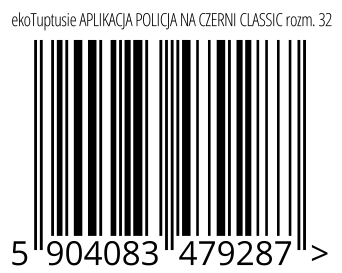 ekoTuptusie APLIKACJA POLICJA NA CZERNI CLASSIC rozm. 32
5 904083 479287 >